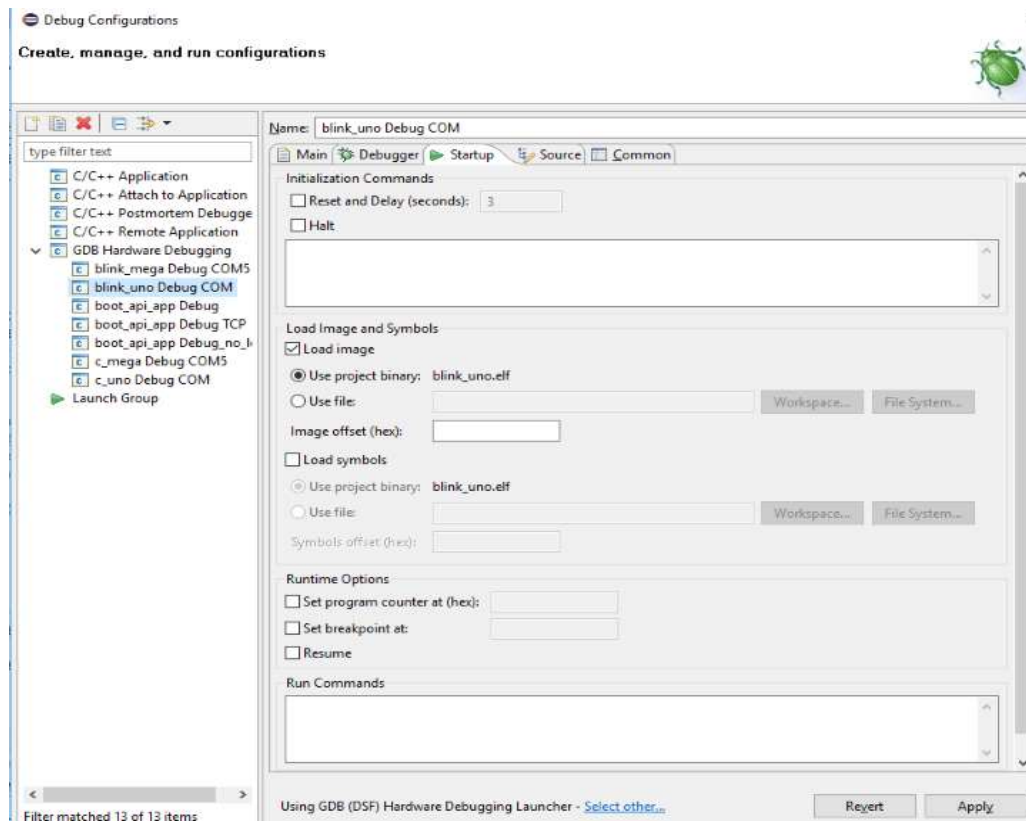 Debug Configurations
Create, manage, and run configurations
type filter text
C/C++ Application
C/C++ Attach to Application
C/C++ Postmortem Debugge
C/C++ Remote Application
GDB Hardware Debugging
blink_mega Debug COM5
blink_uno Debug COM
boot_api_app Debug
boot_api_app Debug TCP
boot_api_app Debug_no_l
c_mega Debug COM5
c_uno Debug COM
Launch Group
Filter matched 13 of 13 items
Name: blink_uno Debug COM
Main Debugger Startup Source Common
Initialization Commands
Reset and Delay (seconds): 3
Halt
Load Image and Symbols
Load image
Use project binary: blink_uno.elf
Use file: Workspace... File System...
Image offset (hex):
Load symbols
Use project binary: blink_uno.elf
Use file: Workspace... File System...
Symbols offset (hex):
Runtime Options
Set program counter at (hex):
Set breakpoint at:
Resume
Run Commands
Using GDB (DSF) Hardware Debugging Launcher - Select other...
Revert Apply